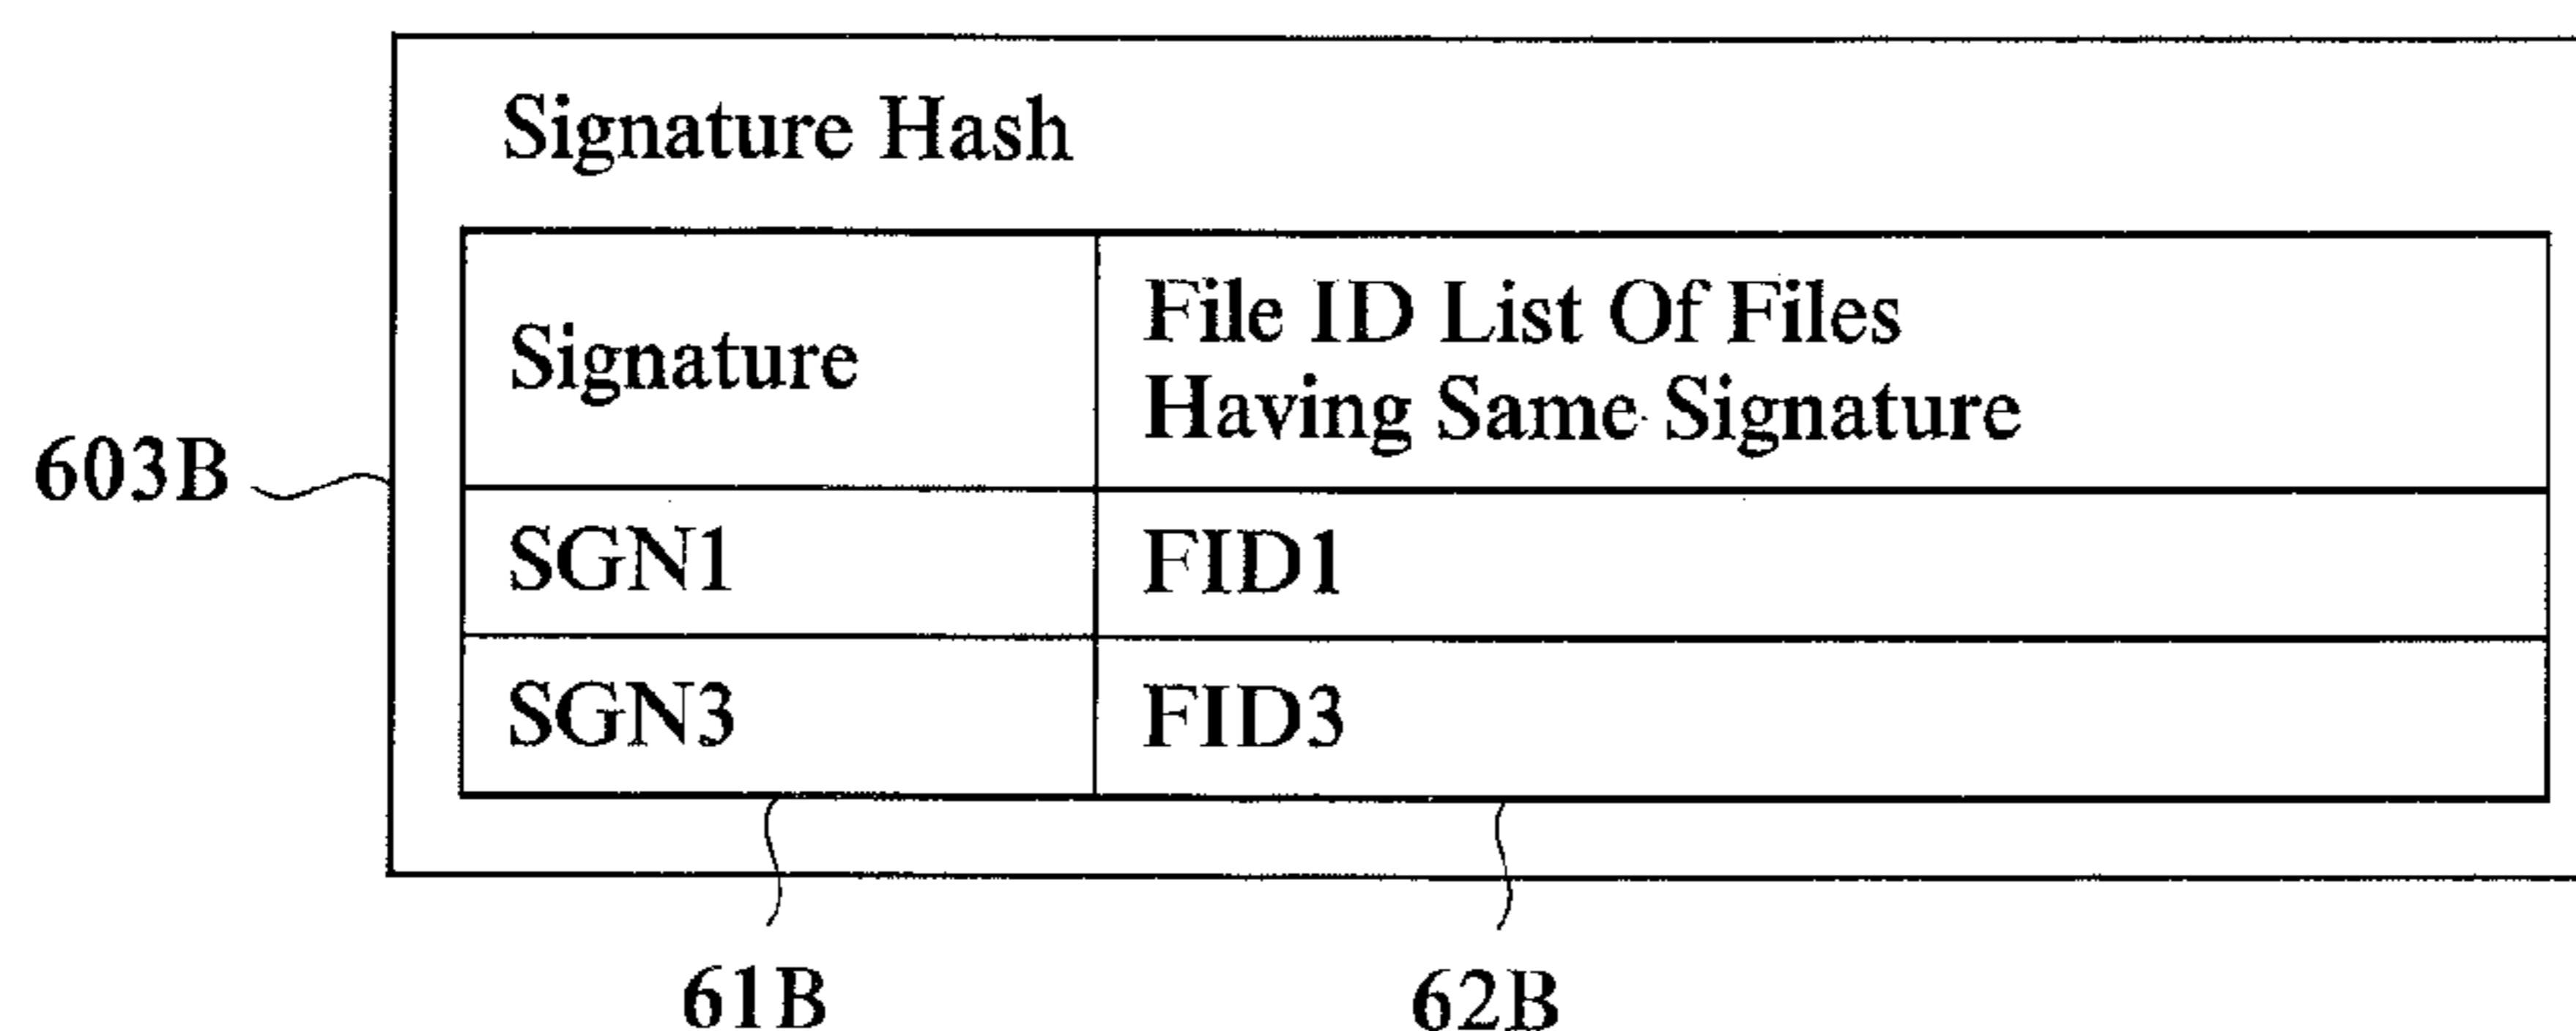 Signature Hash
Signature
File ID List Of Files
Having Same Signature
603B
SGN1
FID1
SGN3
FID3
61B
62B